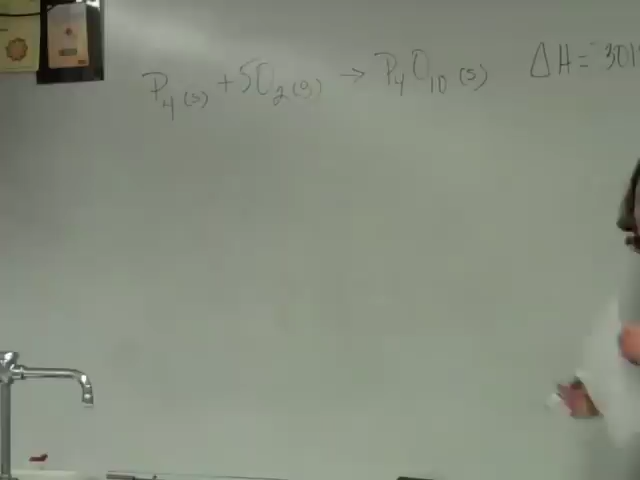 P₄(s) + 5O₂(g) → P₄O₁₀(s) ΔH = -301